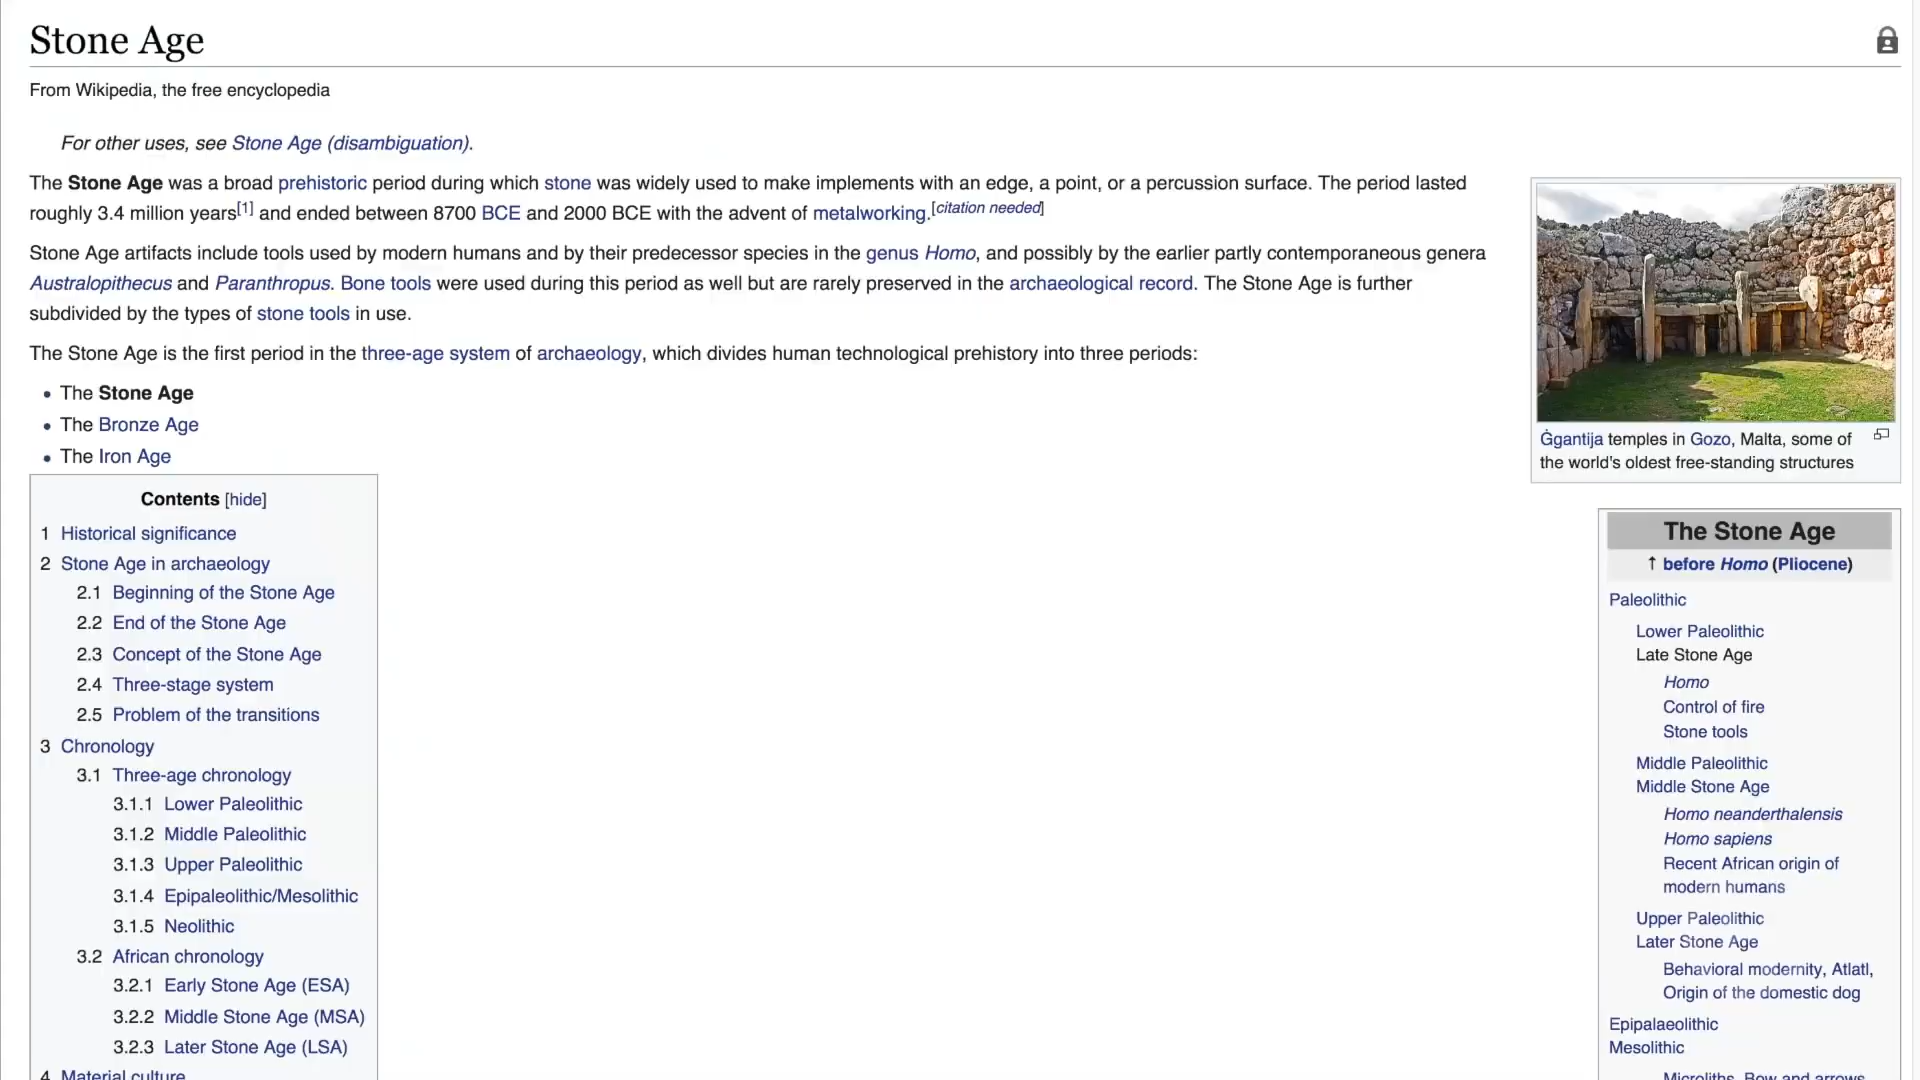 Stone Age
From Wikipedia, the free encyclopedia
For other uses, see Stone Age (disambiguation).
The Stone Age was a broad prehistoric period during which stone was widely used to make implements with an edge, a point, or a percussion surface. The period lasted
roughly 3.4 million years[1] and ended between 8700 BCE and 2000 BCE with the advent of metalworking.[citation needed]
Stone Age artifacts include tools used by modern humans and by their predecessor species in the genus Homo, and possibly by the earlier partly contemporaneous genera
Australopithecus and Paranthropus. Bone tools were used during this period as well but are rarely preserved in the archaeological record. The Stone Age is further
subdivided by the types of stone tools in use.
The Stone Age is the first period in the three-age system of archaeology, which divides human technological prehistory into three periods:
• The Stone Age
• The Bronze Age
• The Iron Age
Contents [hide]
1 Historical significance
2 Stone Age in archaeology
2.1 Beginning of the Stone Age
2.2 End of the Stone Age
2.3 Concept of the Stone Age
2.4 Three-stage system
2.5 Problem of the transitions
3 Chronology
3.1 Three-age chronology
3.1.1 Lower Paleolithic
3.1.2 Middle Paleolithic
3.1.3 Upper Paleolithic
3.1.4 Epipaleolithic/Mesolithic
3.1.5 Neolithic
3.2 African chronology
3.2.1 Early Stone Age (ESA)
3.2.2 Middle Stone Age (MSA)
3.2.3 Later Stone Age (LSA)
4 Material culture
Ġgantija temples in Gozo, Malta, some of
the world's oldest free-standing structures
The Stone Age
↑ before Homo (Pliocene)
Paleolithic
Lower Paleolithic
Late Stone Age
Homo
Control of fire
Stone tools
Middle Paleolithic
Middle Stone Age
Homo neanderthalensis
Homo sapiens
Recent African origin of
modern humans
Upper Paleolithic
Later Stone Age
Behavioral modernity, Atlatl,
Origin of the domestic dog
Epipalaeolithic
Mesolithic
Microliths, Bow and arrows